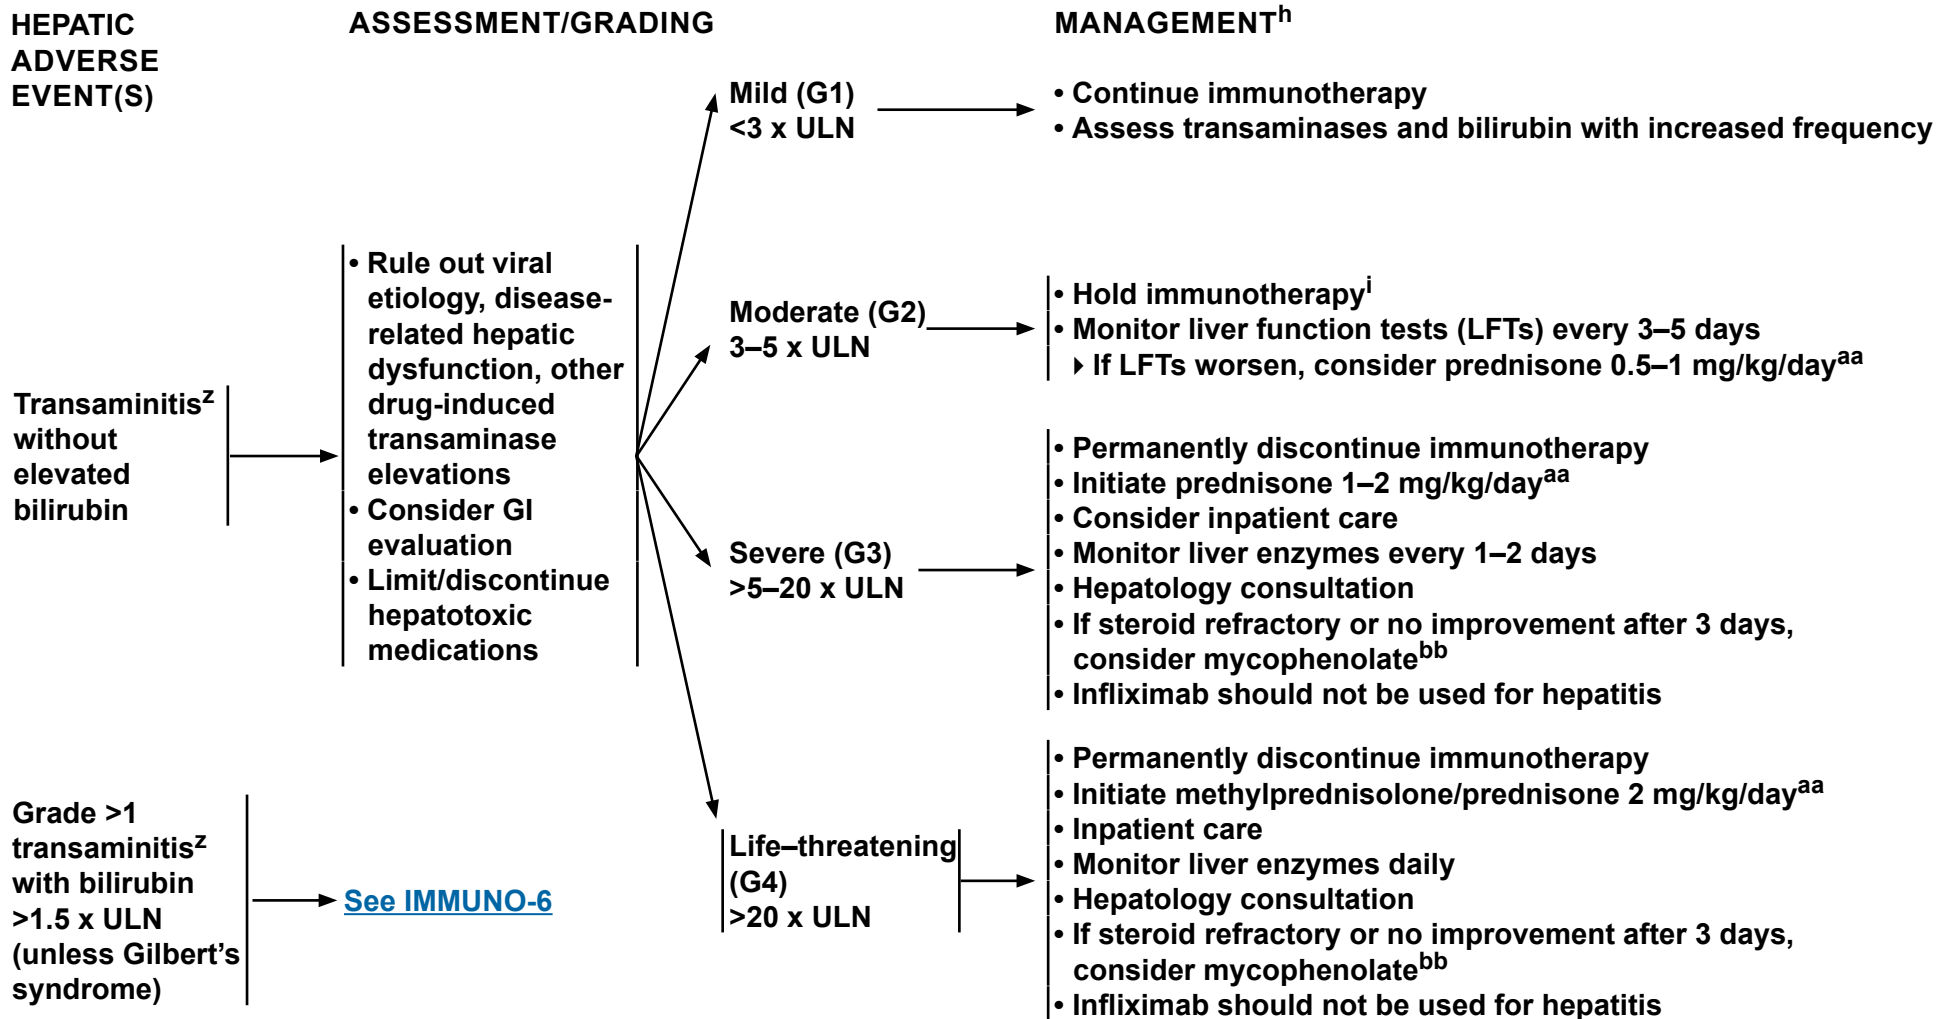 HEPATIC
ADVERSE
EVENT(S)
ASSESSMENT/GRADING
MANAGEMENTh
Transaminitisz
without
elevated
bilirubin
• Rule out viral
etiology, disease-
related hepatic
dysfunction, other
drug-induced
transaminase
elevations
• Consider GI
evaluation
• Limit/discontinue
hepatotoxic
medications
Mild (G1)
<3 x ULN
• Continue immunotherapy
• Assess transaminases and bilirubin with increased frequency
Moderate (G2)
3–5 x ULN
• Hold immunotherapyi
• Monitor liver function tests (LFTs) every 3–5 days
▸ If LFTs worsen, consider prednisone 0.5–1 mg/kg/dayaa
Severe (G3)
>5–20 x ULN
• Permanently discontinue immunotherapy
• Initiate prednisone 1–2 mg/kg/dayaa
• Consider inpatient care
• Monitor liver enzymes every 1–2 days
• Hepatology consultation
• If steroid refractory or no improvement after 3 days,
consider mycophenolatebb
• Infliximab should not be used for hepatitis
Life–threatening
(G4)
>20 x ULN
• Permanently discontinue immunotherapy
• Initiate methylprednisolone/prednisone 2 mg/kg/dayaa
• Inpatient care
• Monitor liver enzymes daily
• Hepatology consultation
• If steroid refractory or no improvement after 3 days,
consider mycophenolatebb
• Infliximab should not be used for hepatitis
Grade >1
transaminitisz
with bilirubin
>1.5 x ULN
(unless Gilbert’s
syndrome)
See IMMUNO-6